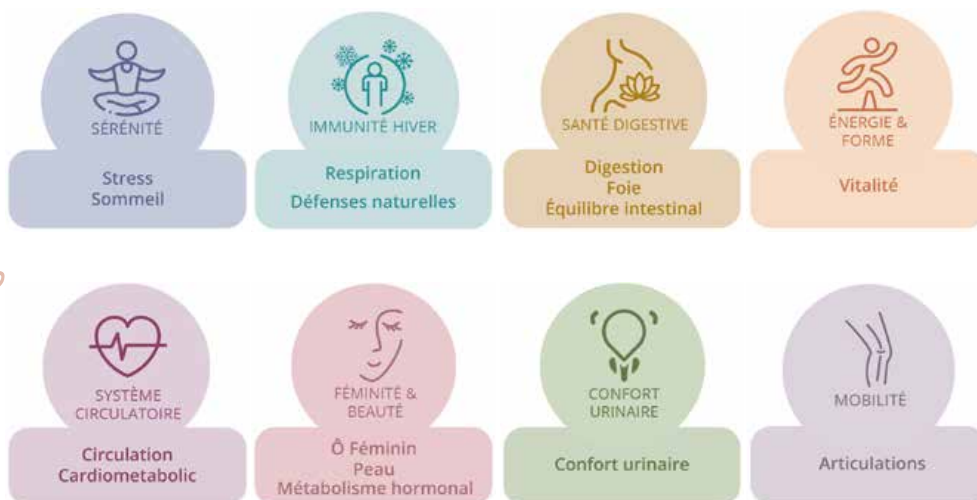 SÉRÉNITÉ
Stress
Sommeil
IMMUNITÉ HIVER
Respiration
Défenses naturelles
SANTÉ DIGESTIVE
Digestion
Foie
Équilibre intestinal
ÉNERGIE &
FORME
Vitalité
SYSTÈME
CIRCULATOIRE
Circulation
Cardiometabolic
FÉMINITÉ &
BEAUTÉ
Ô Féminin
Peau
Métabolisme hormonal
CONFORT
URINAIRE
Confort urinaire
MOBILITÉ
Articulations